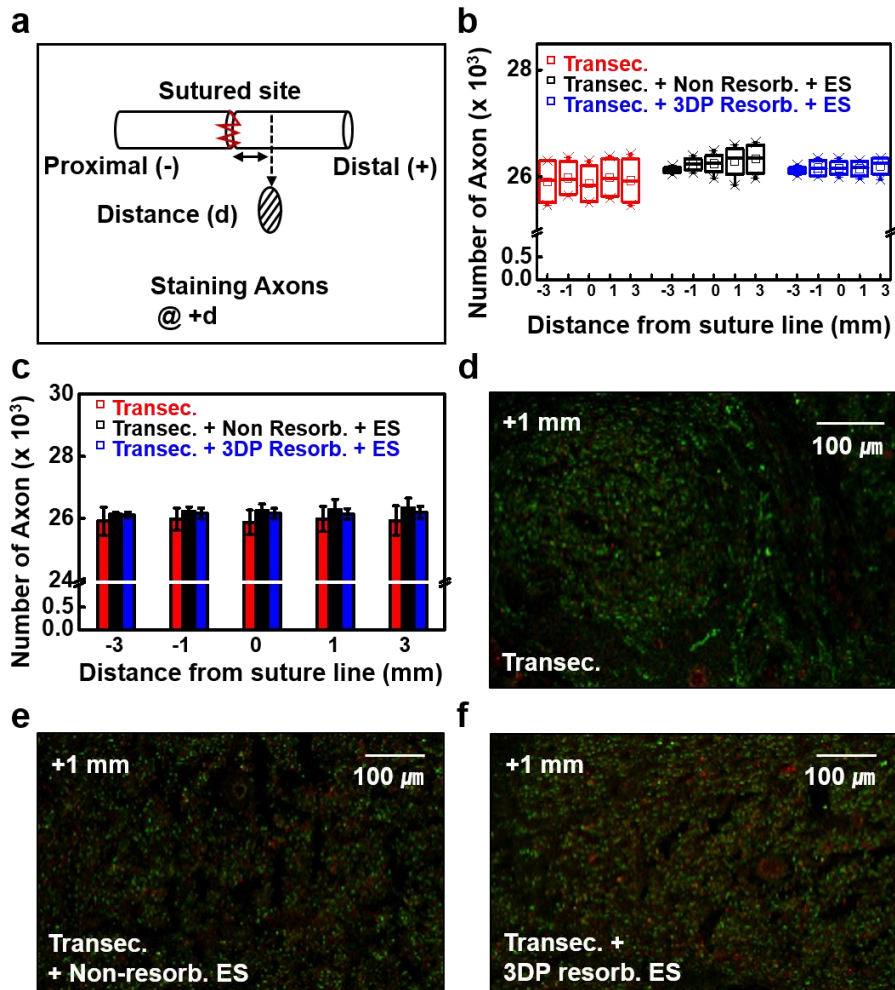 a
Sutured site
Proximal (-)
Distal (+)
Distance (d)
Staining Axons
@ +d
b
Number of Axon (x 10³)
28
26
0.5
0.0
Transec.
Transec. + Non Resorb. + ES
Transec. + 3DP Resorb. + ES
-3 -1 0 1 3 -3 -1 0 1 3 -3 -1 0 1 3
Distance from suture line (mm)
c
Number of Axon (x 10³)
30
28
26
24
0.5
0.0
Transec.
Transec. + Non Resorb. + ES
Transec. + 3DP Resorb. + ES
-3 -1 0 1 3
Distance from suture line (mm)
d
+1 mm
100 ㎛
Transec.
e
+1 mm
100 ㎛
Transec.
+ Non-resorb. ES
f
+1 mm
100 ㎛
Transec. +
3DP resorb. ES